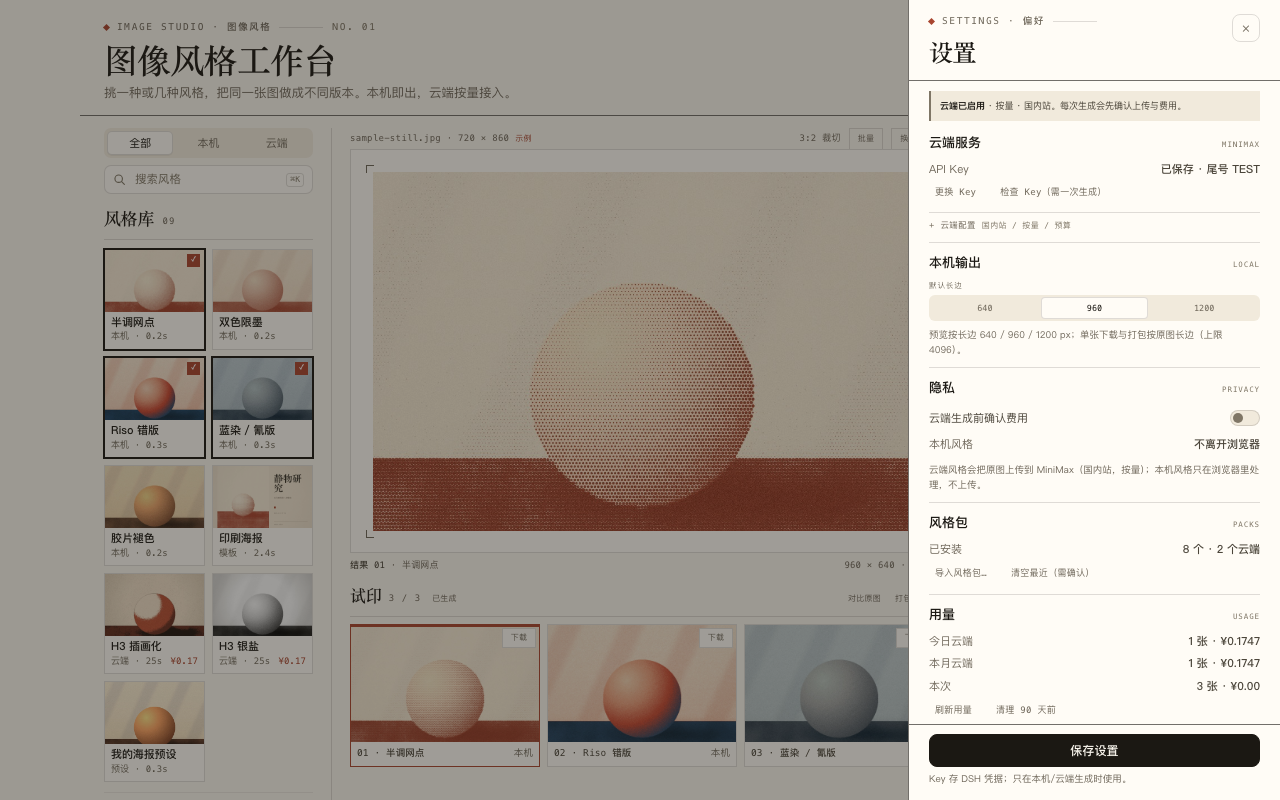 IMAGE STUDIO · 图像风格 NO. 01
图像风格工作台
挑一种或几种风格，把同一张图做成不同版本。本机即出，云端按量接入。
全部 本机 云端
搜索风格 ⌘K
风格库 09
半调网点
本机 · 0.2s
双色限墨
本机 · 0.2s
Riso 错版
本机 · 0.3s
蓝染 / 氰版
本机 · 0.3s
胶片褪色
本机 · 0.2s
静物研究
印刷海报
模板 · 2.4s
H3 插画化
云端 · 25s ¥0.17
H3 银盐
云端 · 25s ¥0.17
我的海报预设
预设 · 0.3s
sample-still.jpg · 720 × 860 示例
3:2 裁切 批量 换
结果 01 · 半调网点
960 × 640 ·
试印 3 / 3 已生成
对比原图 打包
下载
01 · 半调网点 本机
下载
02 · Riso 错版 本机
03 · 蓝染 / 氰版
SETTINGS · 偏好
设置
×
云端已启用 · 按量 · 国内站。每次生成会先确认上传与费用。
云端服务 MINIMAX
API Key 已保存 · 尾号 TEST
更换 Key 检查 Key（需一次生成）
+ 云端配置 国内站 / 按量 / 预算
本机输出 LOCAL
默认长边
640 960 1200
预览按长边 640 / 960 / 1200 px；单张下载与打包按原图长边（上限
4096）。
隐私 PRIVACY
云端生成前确认费用
本机风格 不离开浏览器
云端风格会把原图上传到 MiniMax（国内站，按量）；本机风格只在浏览器里处
理，不上传。
风格包 PACKS
已安装 8 个 · 2 个云端
导入风格包… 清空最近（需确认）
用量 USAGE
今日云端 1 张 · ¥0.1747
本月云端 1 张 · ¥0.1747
本次 3 张 · ¥0.00
刷新用量 清理 90 天前
保存设置
Key 存 DSH 凭据；只在本机/云端生成时使用。